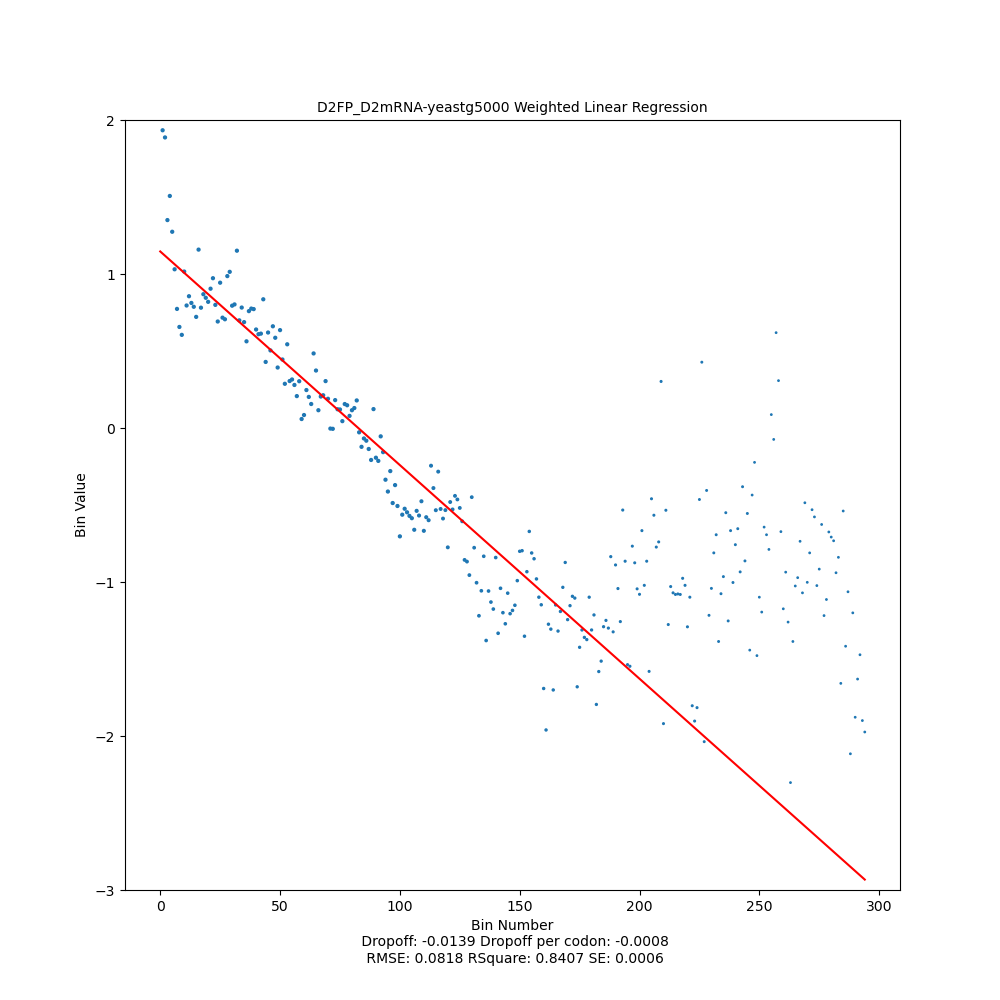 D2FP_D2mRNA-yeastg5000 Weighted Linear Regression
2
1
0
−1
−2
−3
Bin Value
0 50 100 150 200 250 300
Bin Number
Dropoff: -0.0139 Dropoff per codon: -0.0008
RMSE: 0.0818 RSquare: 0.8407 SE: 0.0006